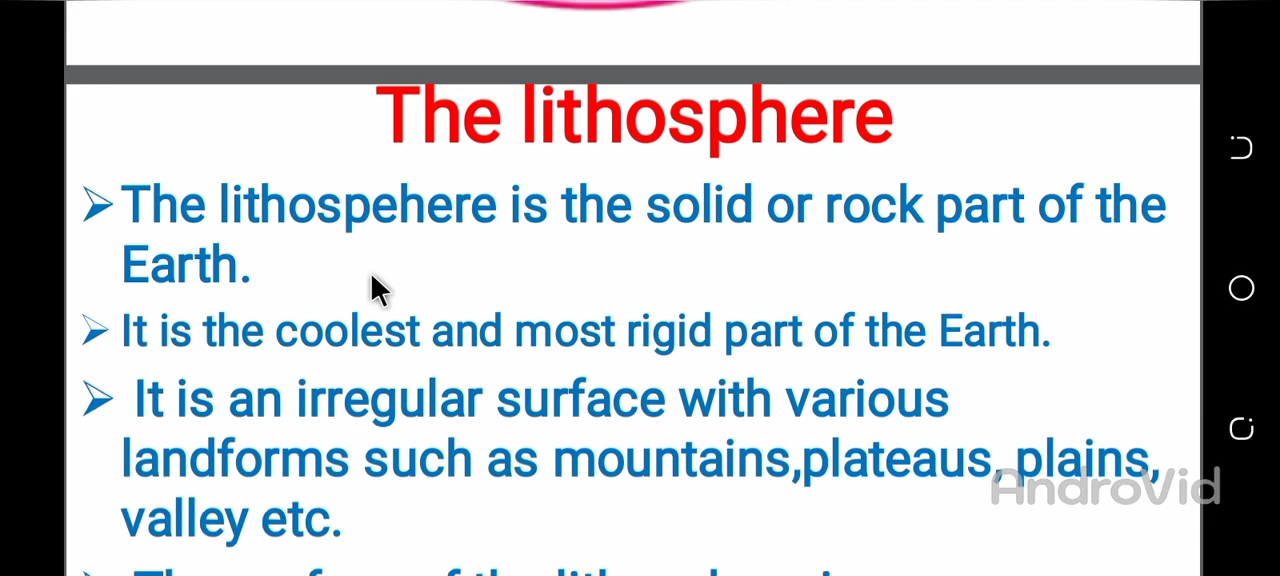 The lithosphere
➢The lithospehere is the solid or rock part of the
Earth.
➢ It is the coolest and most rigid part of the Earth.
➢ It is an irregular surface with various
landforms such as mountains,plateaus, plains,
valley etc.
AndroVid